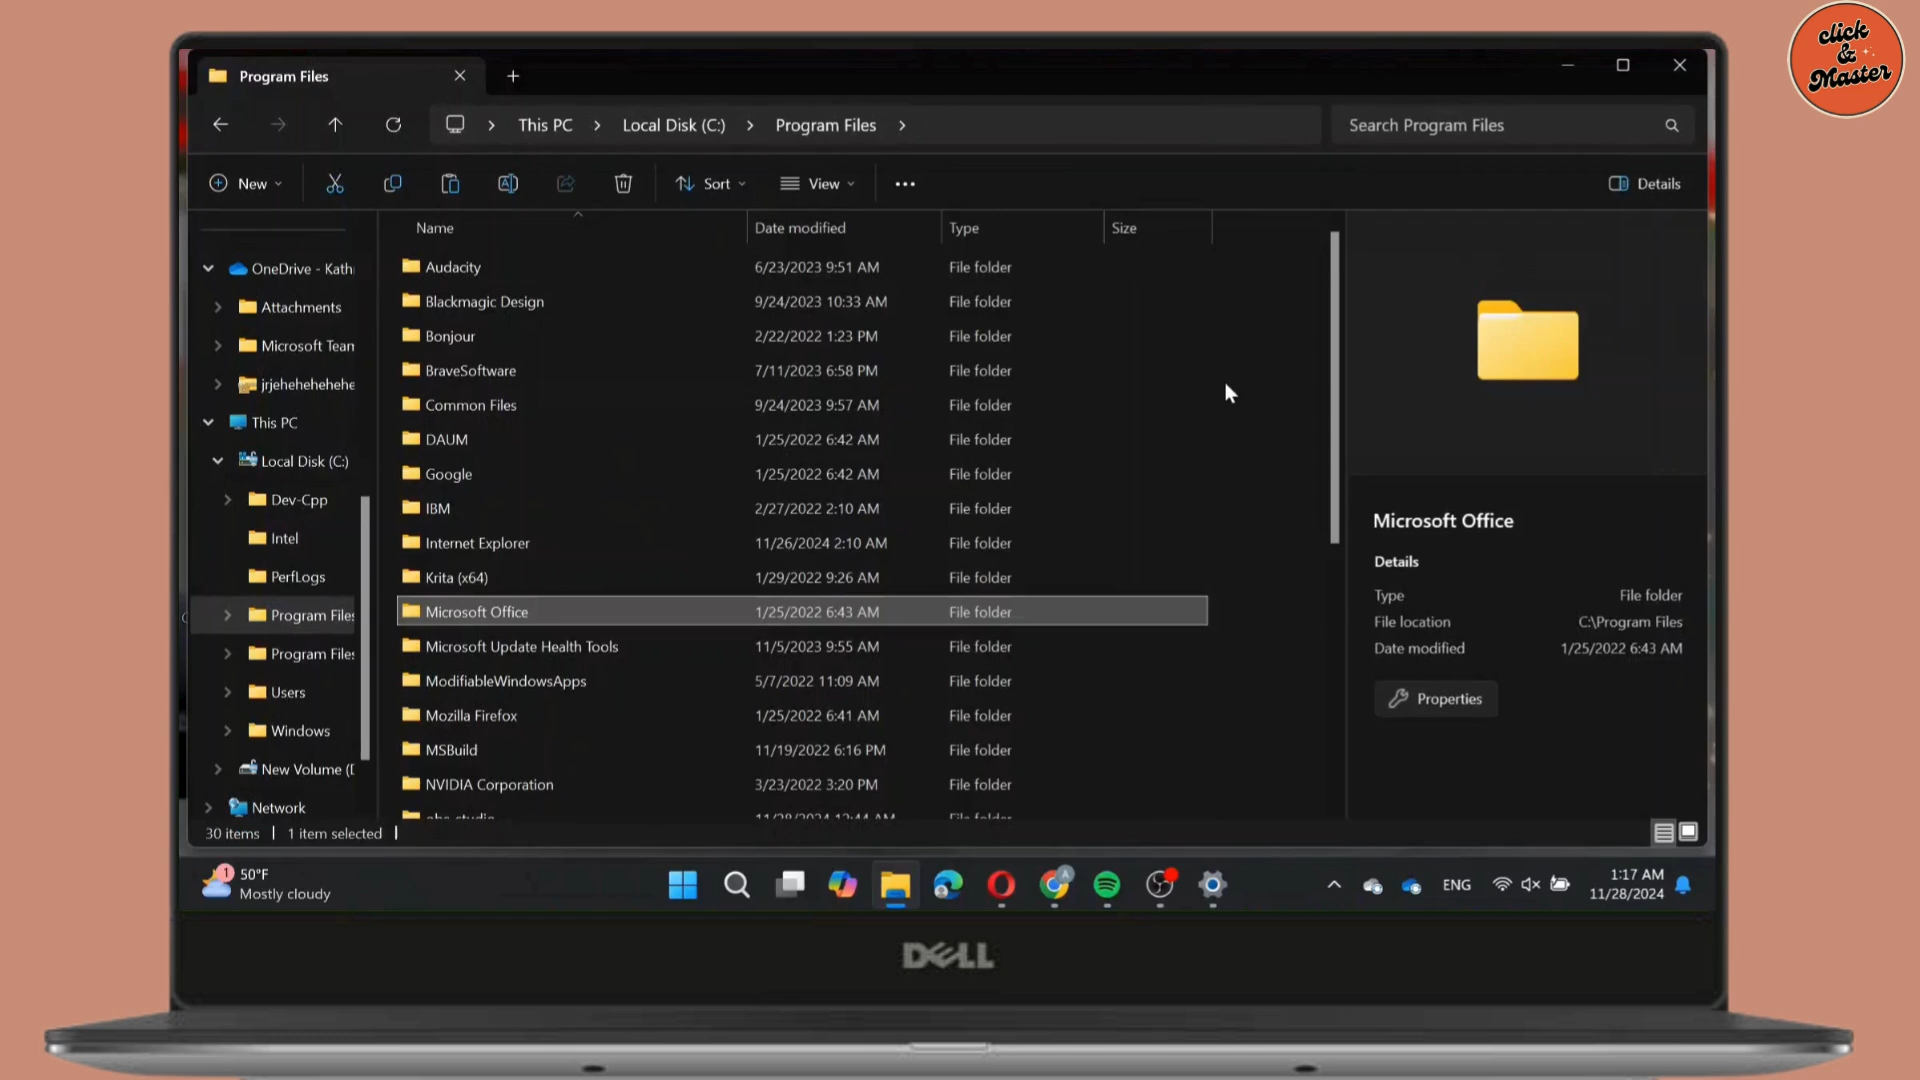 click
&
Master
Program Files
This PC
Local Disk (C:)
Program Files
Search Program Files
New
Sort
View
Details
Name
Date modified
Type
Size
OneDrive - Kath
Attachments
Microsoft Team
jrjehehehehehe
This PC
Local Disk (C:)
Dev-Cpp
Intel
PerfLogs
Program Files
Program Files
Users
Windows
New Volume (D
Network
Audacity 6/23/2023 9:51 AM File folder
Blackmagic Design 9/24/2023 10:33 AM File folder
Bonjour 2/22/2022 1:23 PM File folder
BraveSoftware 7/11/2023 6:58 PM File folder
Common Files 9/24/2023 9:57 AM File folder
DAUM 1/25/2022 6:42 AM File folder
Google 1/25/2022 6:42 AM File folder
IBM 2/27/2022 2:10 AM File folder
Internet Explorer 11/26/2024 2:10 AM File folder
Krita (x64) 1/29/2022 9:26 AM File folder
Microsoft Office 1/25/2022 6:43 AM File folder
Microsoft Update Health Tools 11/5/2023 9:55 AM File folder
ModifiableWindowsApps 5/7/2022 11:09 AM File folder
Mozilla Firefox 1/25/2022 6:41 AM File folder
MSBuild 11/19/2022 6:16 PM File folder
NVIDIA Corporation 3/23/2022 3:20 PM File folder
obs-studio 11/28/2024 12:44 AM File folder
Microsoft Office
Details
Type File folder
File location C:\Program Files
Date modified 1/25/2022 6:43 AM
Properties
30 items 1 item selected
1
50°F
Mostly cloudy
A
ENG
1:17 AM
11/28/2024
DELL